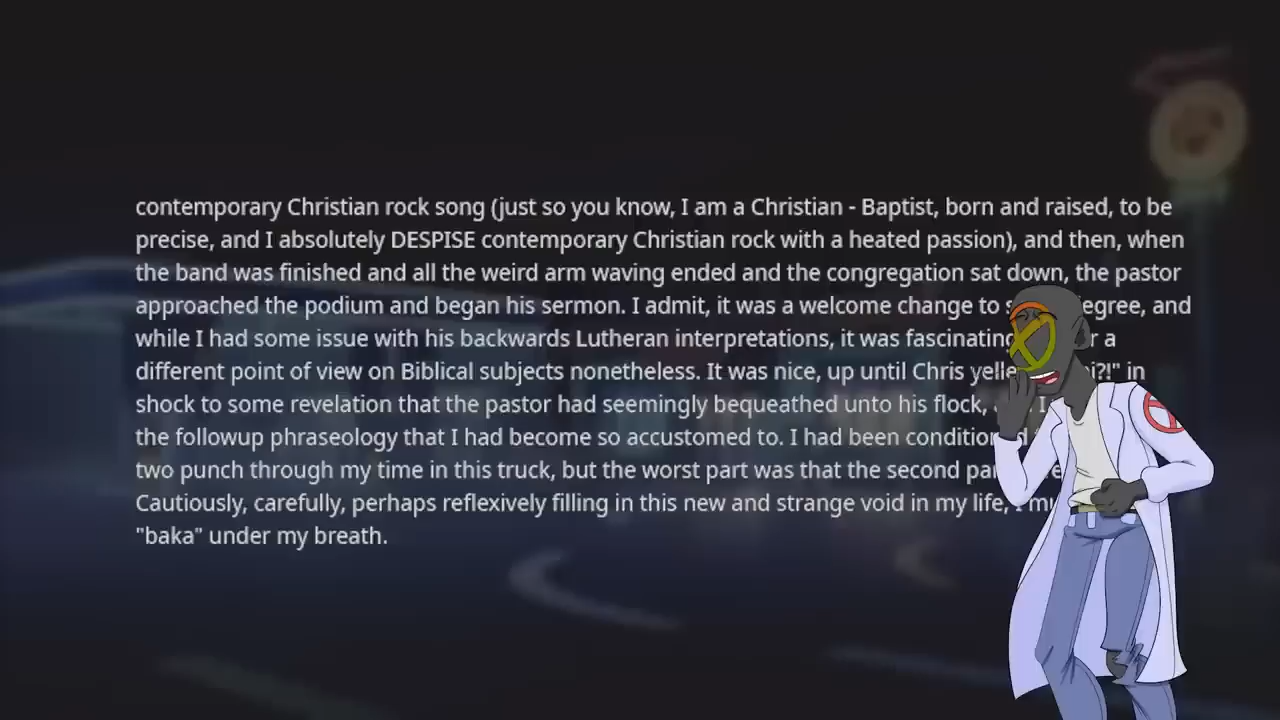 contemporary Christian rock song (just so you know, I am a Christian - Baptist, born and raised, to be
precise, and I absolutely DESPISE contemporary Christian rock with a heated passion), and then, when
the band was finished and all the weird arm waving ended and the congregation sat down, the pastor
approached the podium and began his sermon. I admit, it was a welcome change to degree, and
while I had some issue with his backwards Lutheran interpretations, it was fascinating a
different point of view on Biblical subjects nonetheless. It was nice, up until Chris in
shock to some revelation that the pastor had seemingly bequeathed unto his flock,
the followup phraseology that I had become so accustomed to. I had been
two punch through my time in this truck, but the worst part was that the second
Cautiously, carefully, perhaps reflexively filling in this new and strange void in my life,
"baka" under my breath.